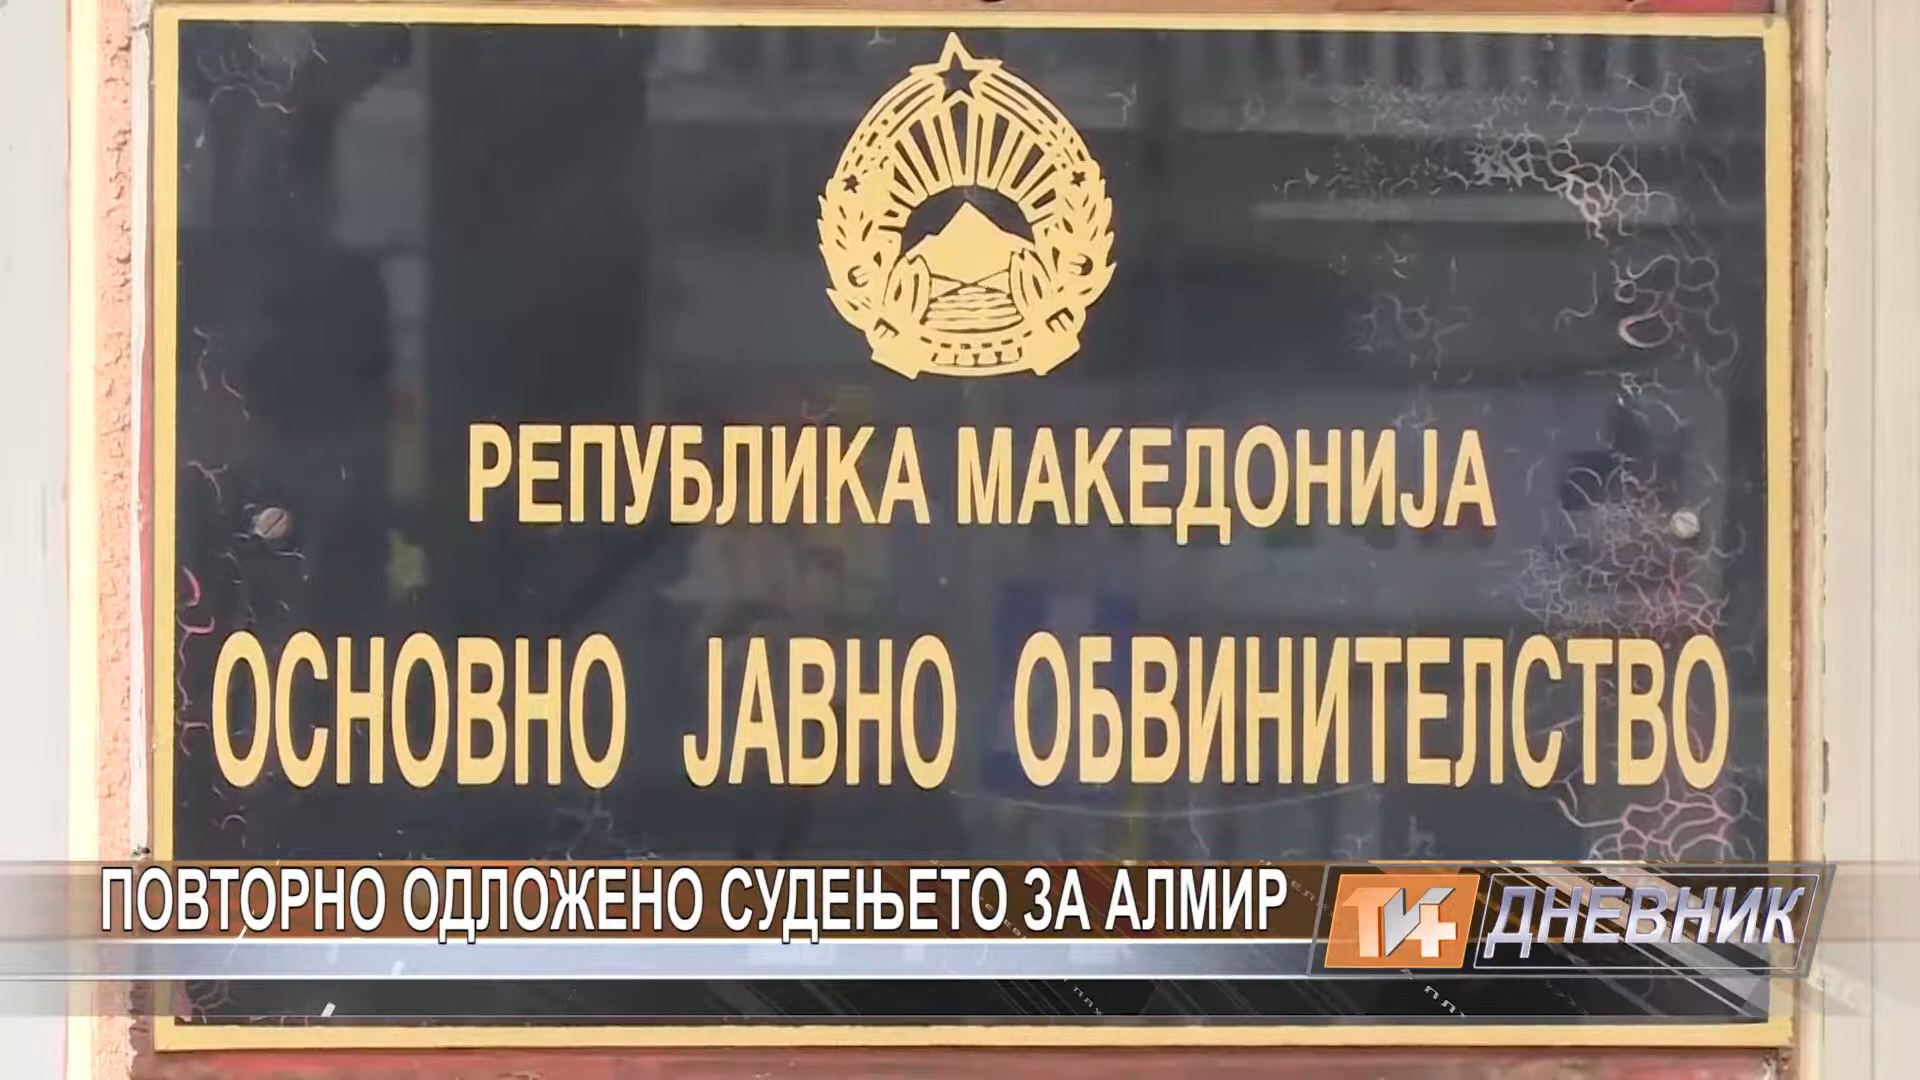 РЕПУБЛИКА МАКЕДОНИЈА
ОСНОВНО ЈАВНО ОБВИНИТЕЛСТВО
ПОВТОРНО ОДЛОЖЕНО СУДЕЊЕТО ЗА АЛМИР
ДНЕВНИК